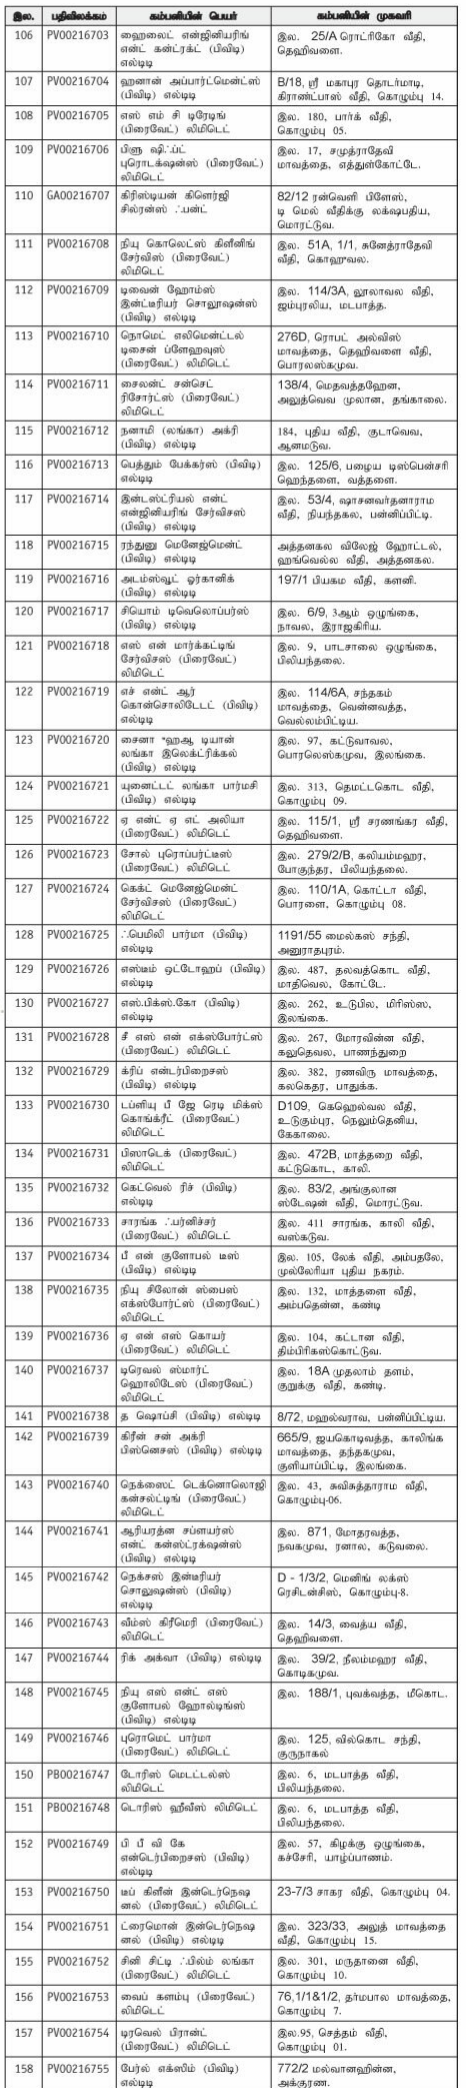 இல. பதிவிலக்கம் கம்பனியின் பெயர் கம்பனியின் முகவரி
106 PV00216703 ஹைலைட் என்ஜினியரிங் இல. 25/A ரொட்ரிகோ வீதி,
என்ட் கன்ட்ரக்ட் (பிவிடி) தெஹிவளை.
எல்டிடி
107 PV00216704 ஹனான் அப்பார்ட்மென்ட்ஸ் B/18, ஸ்ரீ மகாபுர தொடர்மாடி,
(பிவிடி) எல்டிடி கிராண்ட்பாஸ் வீதி, கொழும்பு 14.
108 PV00216705 எஸ் எம் சி டிரேடிங் இல. 180, பார்க் வீதி,
(பிரைவேட்) லிமிடெட் கொழும்பு 05.
109 PV00216706 பிளு ஷிஃப்ட் இல. 17, சமுத்ராதேவி
புரொடக்ஷன்ஸ் (பிரைவேட்) மாவத்தை, எத்துள்கோட்டே.
லிமிடெட்
110 GA00216707 கிரிஸ்டியன் கிளெர்ஜி 82/12 ரன்வெளி பிளேஸ்,
சில்ரன்ஸ் ஃபன்ட் டி மெல் வீதிக்கு லக்ஷபதிய,
மொரட்டுவ.
111 PV00216708 நியு கொலெட்ஸ் கிளீனிங் இல. 51A, 1/1, சுனேத்ராதேவி
சேர்விஸ் (பிரைவேட்) வீதி, கொஹுவல.
லிமிடெட்
112 PV00216709 டிவைன் ஹோம்ஸ் இல. 114/3A, லூலாவல வீதி,
இன்டீரியர் சொலூஷன்ஸ் ஜம்புரலிய, மடபாத்த.
(பிவிடி) எல்டிடி
113 PV00216710 நொமெட் எலிமென்ட்டல் 276D, ரொபட் அல்விஸ்
டிசைன் ப்ளேஹவுஸ் மாவத்தை, தெஹிவளை வீதி,
(பிரைவேட்) லிமிடெட் பொரலஸ்கமுவ.
114 PV00216711 சைலன்ட் சன்செட் 138/4, மெதவத்தஹேன,
ரிசோர்ட்ஸ் (பிரைவேட்) அலுத்வெவ முலான, தங்காலை.
லிமிடெட்
115 PV00216712 நனாமி (லங்கா) அக்ரி 184, புதிய வீதி, குடாவெவ,
(பிவிடி) எல்டிடி ஆனமடுவ.
116 PV00216713 பெத்தும் பேக்கர்ஸ் (பிவிடி) இல. 125/6, பழைய டிஸ்பென்சரி
எல்டிடி ஹெந்தளை, வத்தளை.
117 PV00216714 இன்டஸ்ட்ரியல் என்ட் இல. 53/4, ஷாசனவர்தனாராம
என்ஜினியரிங் சேர்விசஸ் வீதி, நியந்தகல, பன்னிப்பிட்டி.
(பிவிடி) எல்டிடி
118 PV00216715 ரந்துனு மெனேஜ்மென்ட் அத்தனகல விலேஜ் ஹோட்டல்,
(பிவிடி) எல்டிடி ஹங்வெல்ல வீதி, அத்தனகல.
119 PV00216716 அடம்ஸ்வூட் ஓர்கானிக் 197/1 பியகம வீதி, களனி.
(பிவிடி) எல்டிடி
120 PV00216717 சியொம் டிவெலொப்பர்ஸ் இல. 6/9, 3ஆம் ஒழுங்கை,
(பிவிடி) எல்டிடி நாவல, இராஜகிரிய.
121 PV00216718 எஸ் என் மார்க்கட்டிங் இல. 9, பாடசாலை ஒழுங்கை,
சேர்விசஸ் (பிரைவேட்) பிலியந்தலை.
லிமிடெட்
122 PV00216719 எச் என்ட் ஆர் இல. 114/6A, சந்தகம்
கொன்சொலிடேடட் (பிவிடி) மாவத்தை, வென்னவத்த,
எல்டிடி வெல்லம்பிட்டிய.
123 PV00216720 சைனா ஹுஆ டியான் இல. 97, கட்டுவாவல,
லங்கா இலெக்ட்ரிக்கல் பொரலெஸ்கமுவ, இலங்கை.
(பிவிடி) எல்டிடி
124 PV00216721 யுனைட்டட் லங்கா பார்மசி இல. 313, தெமட்டகொட வீதி,
(பிவிடி) எல்டிடி கொழும்பு 09.
125 PV00216722 ஏ என்ட் ஏ எட் அலியா இல. 115/1, ஸ்ரீ சரணங்கர வீதி,
(பிரைவேட்) லிமிடெட் தெஹிவளை.
126 PV00216723 சோல் புரொப்பர்ட்டீஸ் இல. 279/2/B, கலியம்மஹர,
(பிரைவேட்) லிமிடெட் போகுந்தர, பிலியந்தலை.
127 PV00216724 கெக்ட் மெனேஜ்மென்ட் இல. 110/1A, கொட்டா வீதி,
சேர்விசஸ் (பிரைவேட்) பொரளை, கொழும்பு 08.
லிமிடெட்
128 PV00216725 ஃபெமிலி பார்மா (பிவிடி) 1191/55 மைல்கஸ் சந்தி,
எல்டிடி அனுராதபுரம்.
129 PV00216726 எஸ்டீம் ஒட்டோஹப் (பிவிடி) இல. 487, தலவத்கொட வீதி,
எல்டிடி மாதிவெல, கோட்டே.
130 PV00216727 எஸ்.பிக்ஸ்.கோ (பிவிடி) இல. 262, உடுபில, மிரிஸ்ஸ,
எல்டிடி இலங்கை.
131 PV00216728 சீ எஸ் என் எக்ஸ்போர்ட்ஸ் இல. 267, மோரவின்ன வீதி,
(பிரைவேட்) லிமிடெட் கலுதெவல, பாணந்துறை
132 PV00216729 க்ரிப் என்டர்பிறைசஸ் இல. 382, ரணவிரு மாவத்தை,
(பிரைவேட்) லிமிடெட் கலகெதர, பாதுக்க.
133 PV00216730 டப்ளியு பீ ஜே ரெடி மிக்ஸ் D109, கெஹெல்வல வீதி,
கொங்க்ரீட் (பிரைவேட்) உடுகும்புர, நெலும்தெனிய,
லிமிடெட் கேகாலை.
134 PV00216731 பிஸாடெக் (பிரைவேட்) இல. 472B, மாத்தறை வீதி,
லிமிடெட் கட்டுகொட, காலி.
135 PV00216732 கெட்வெல் ரிச் (பிவிடி) இல. 83/2, அங்குலான
எல்டிடி ஸ்டேஷன் வீதி, மொரட்டுவ.
136 PV00216733 சாரங்க ஃபர்னிச்சர் இல. 411 சாரங்க, காலி வீதி,
(பிரைவேட்) லிமிடெட் வஸ்கடுவ.
137 PV00216734 பீ என் குளோபல் டீஸ் இல. 105, லேக் வீதி, அம்பதலே,
(பிவிடி) எல்டிடி முல்லேரியா புதிய நகரம்.
138 PV00216735 நியு சிலோன் ஸ்பைஸ் இல. 132, மாத்தளை வீதி,
எக்ஸ்போர்ட்ஸ் (பிரைவேட்) அம்பதென்ன, கண்டி
லிமிடெட்
139 PV00216736 ஏ என் எஸ் கொயர் இல. 104, கட்டான வீதி,
(பிரைவேட்) லிமிடெட் திம்பிரிகஸ்கொட்டுவ.
140 PV00216737 டிரெவல் ஸ்மார்ட் இல. 18A முதலாம் தளம்,
ஹொலிடேஸ் (பிரைவேட்) குறுக்கு வீதி, கண்டி.
லிமிடெட்
141 PV00216738 த ஷொப்சி (பிவிடி) எல்டிடி 8/72, மஹல்வராவ, பன்னிப்பிட்டிய.
142 PV00216739 கிரீன் சன் அக்ரி 665/9, ஜயகொடிவத்த, காலிங்க
பிஸ்னெசஸ் (பிவிடி) எல்டிடி மாவத்தை, தந்தகமுவ,
குளியாப்பிட்டி, இலங்கை.
143 PV00216740 நெக்ஸைட் டெக்னொலொஜி இல. 43, சுவிசுத்தாராம வீதி,
கன்சல்ட்டிங் (பிரைவேட்) கொழும்பு-06.
லிமிடெட்
144 PV00216741 ஆரியரத்ன சப்ளயர்ஸ் இல. 871, மோதரவத்த,
என்ட் கன்ஸ்ட்ரக்ஷன்ஸ் நவகமுவ, ரனால, கடுவலை.
(பிவிடி) எல்டிடி
145 PV00216742 நெக்சஸ் இன்டீரியர் D - 1/3/2, மெனிங் லக்ஸ்
சொலுஷன்ஸ் (பிவிடி) ரெசிடன்சிஸ், கொழும்பு-8.
எல்டிடி
146 PV00216743 வீம்ஸ் கிரீமெரி (பிரைவேட்) இல. 14/3, வைத்ய வீதி,
லிமிடெட் தெஹிவளை.
147 PV00216744 ரிக் அக்வா (பிவிடி) எல்டிடி இல. 39/2, நீலம்மஹர வீதி,
கொடிகமுவ.
148 PV00216745 நியு எஸ் என்ட் எஸ் இல. 188/1, புவக்வத்த, மீகொட.
குளோபல் ஹோல்டிங்ஸ்
(பிவிடி) எல்டிடி
149 PV00216746 புரொமெட் பார்மா இல. 125, வில்கொட சந்தி,
(பிரைவேட்) லிமிடெட் குருநாகல்
150 PB00216747 டோரிஸ் மெடட்டல்ஸ் இல. 6, மடபாத்த வீதி,
லிமிடெட் பிலியந்தலை.
151 PB00216748 டொரிஸ் ஹீவீஸ் லிமிடெட் இல. 6, மடபாத்த வீதி,
பிலியந்தலை.
152 PV00216749 பி பீ வி கே இல. 57, கிழக்கு ஒழுங்கை,
என்டெர்பிறைசஸ் (பிவிடி) கச்சேரி, யாழ்ப்பாணம்.
எல்டிடி
153 PV00216750 டீப் கிளீன் இன்டெர்நெஷ 23-7/3 சாகர வீதி, கொழும்பு 04.
னல் (பிரைவேட்) லிமிடெட்
154 PV00216751 ட்ரைமொன் இன்டெர்நெஷ இல. 323/33, அலுத் மாவத்தை
னல் (பிவிடி) எல்டிடி வீதி, கொழும்பு 15.
155 PV00216752 சினி சிட்டி ஃபில்ம் லங்கா இல. 301, மருதானை வீதி,
(பிரைவேட்) லிமிடெட் கொழும்பு 10.
156 PV00216753 வைப் களம்பு (பிரைவேட்) 76,1/1&1/2, தர்மபால மாவத்தை,
லிமிடெட் கொழும்பு 7.
157 PV00216754 டிரவெல் பிராண்ட் இல.95, செத்தம் வீதி,
(பிரைவேட்) லிமிடெட் கொழும்பு 01.
158 PV00216755 பேர்ல் எக்ஸிம் (பிவிடி) 772/2 மல்வானஹின்ன,
எல்டிடி அக்குரண.